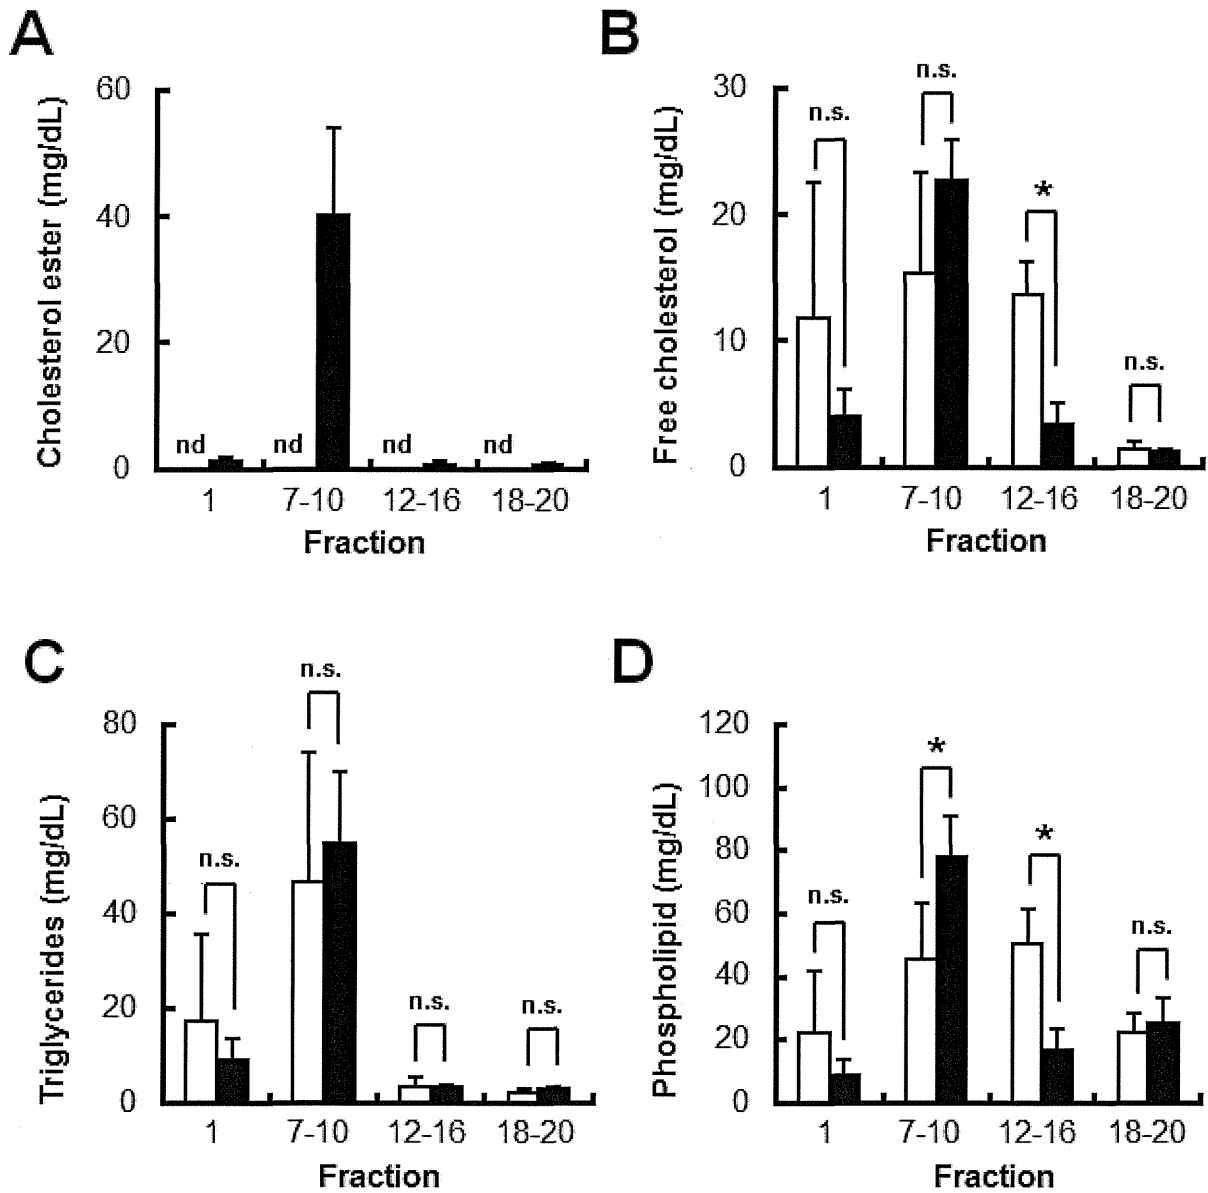 A
Cholesterol ester (mg/dL)
60
40
20
0
nd nd nd nd
1 7-10 12-16 18-20
Fraction
B
Free cholesterol (mg/dL)
30
20
10
0
n.s. n.s. * n.s.
1 7-10 12-16 18-20
Fraction
C
Triglycerides (mg/dL)
80
60
40
20
0
n.s. n.s. n.s. n.s.
1 7-10 12-16 18-20
Fraction
D
Phospholipid (mg/dL)
120
100
80
60
40
20
0
n.s. * * n.s.
1 7-10 12-16 18-20
Fraction